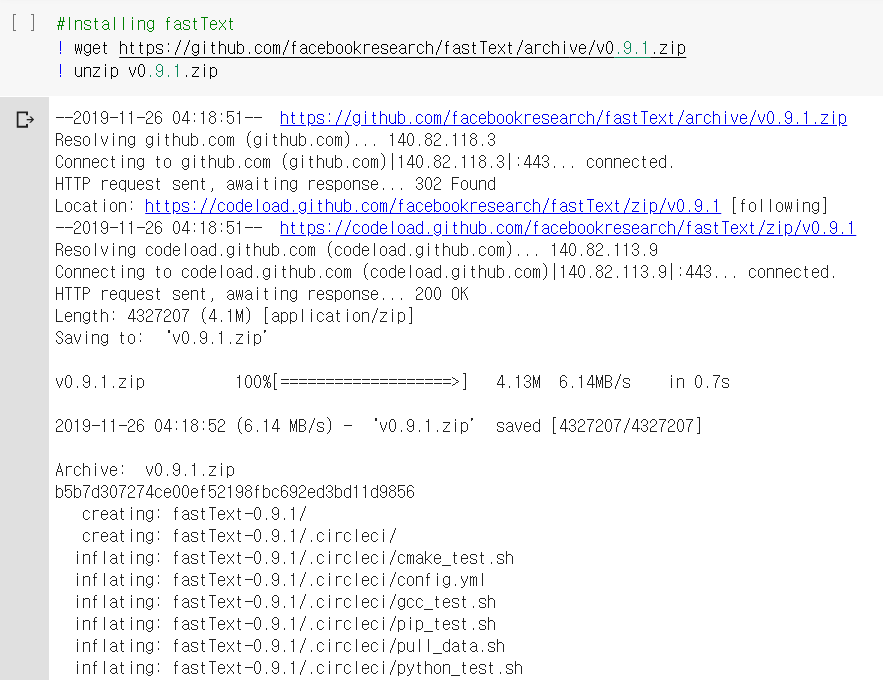 [ ] #Installing fastText
! wget https://github.com/facebookresearch/fastText/archive/v0.9.1.zip
! unzip v0.9.1.zip
--2019-11-26 04:18:51-- https://github.com/facebookresearch/fastText/archive/v0.9.1.zip
Resolving github.com (github.com)... 140.82.118.3
Connecting to github.com (github.com)|140.82.118.3|:443... connected.
HTTP request sent, awaiting response... 302 Found
Location: https://codeload.github.com/facebookresearch/fastText/zip/v0.9.1 [following]
--2019-11-26 04:18:51-- https://codeload.github.com/facebookresearch/fastText/zip/v0.9.1
Resolving codeload.github.com (codeload.github.com)... 140.82.113.9
Connecting to codeload.github.com (codeload.github.com)|140.82.113.9|:443... connected.
HTTP request sent, awaiting response... 200 OK
Length: 4327207 (4.1M) [application/zip]
Saving to: ‘v0.9.1.zip’
v0.9.1.zip 100%[===================>] 4.13M 6.14MB/s in 0.7s
2019-11-26 04:18:52 (6.14 MB/s) - ‘v0.9.1.zip’ saved [4327207/4327207]
Archive: v0.9.1.zip
b5b7d307274ce00ef52198fbc692ed3bd11d9856
creating: fastText-0.9.1/
creating: fastText-0.9.1/.circleci/
inflating: fastText-0.9.1/.circleci/cmake_test.sh
inflating: fastText-0.9.1/.circleci/config.yml
inflating: fastText-0.9.1/.circleci/gcc_test.sh
inflating: fastText-0.9.1/.circleci/pip_test.sh
inflating: fastText-0.9.1/.circleci/pull_data.sh
inflating: fastText-0.9.1/.circleci/python_test.sh